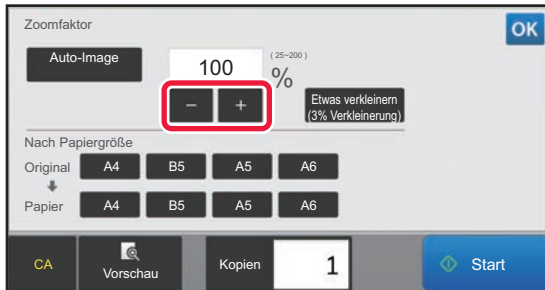 Zoomfaktor
OK
Auto-Image
100
(25~200)
%
− +
Etwas verkleinern
(3% Verkleinerung)
Nach Papiergröße
Original A4 B5 A5 A6
Papier A4 B5 A5 A6
CA Vorschau Kopien 1 Start